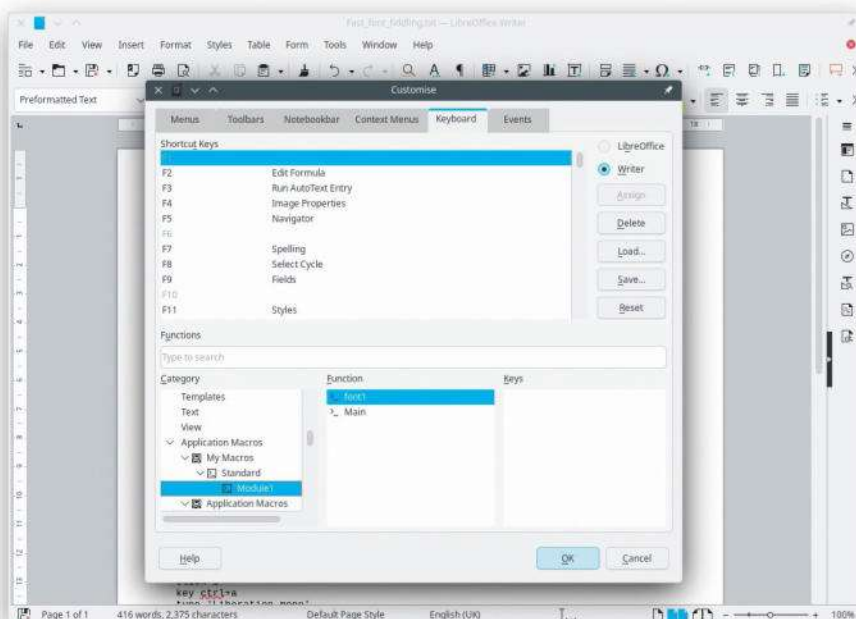 Fast_font_fiddling.txt — LibreOffice Writer
File Edit View Insert Format Styles Table Form Tools Window Help
Preformatted Text
Customise
Menus Toolbars Notebookbar Context Menus Keyboard Events
Shortcut Keys
LibreOffice
F1
F2 Edit Formula
Writer
F3 Run AutoText Entry
F4 Image Properties
Assign
F5 Navigator
F6
Delete
F7 Spelling
F8 Select Cycle
Load...
F9 Fields
F10
Save...
F11 Styles
Reset
Functions
Type to search
Category Function Keys
Templates
font1
Text
Main
View
Application Macros
My Macros
Standard
Module1
Application Macros
Help OK Cancel
key ctrl+a
type 'Liberation mono'
Page 1 of 1 416 words, 2,375 characters Default Page Style English (UK) 100%